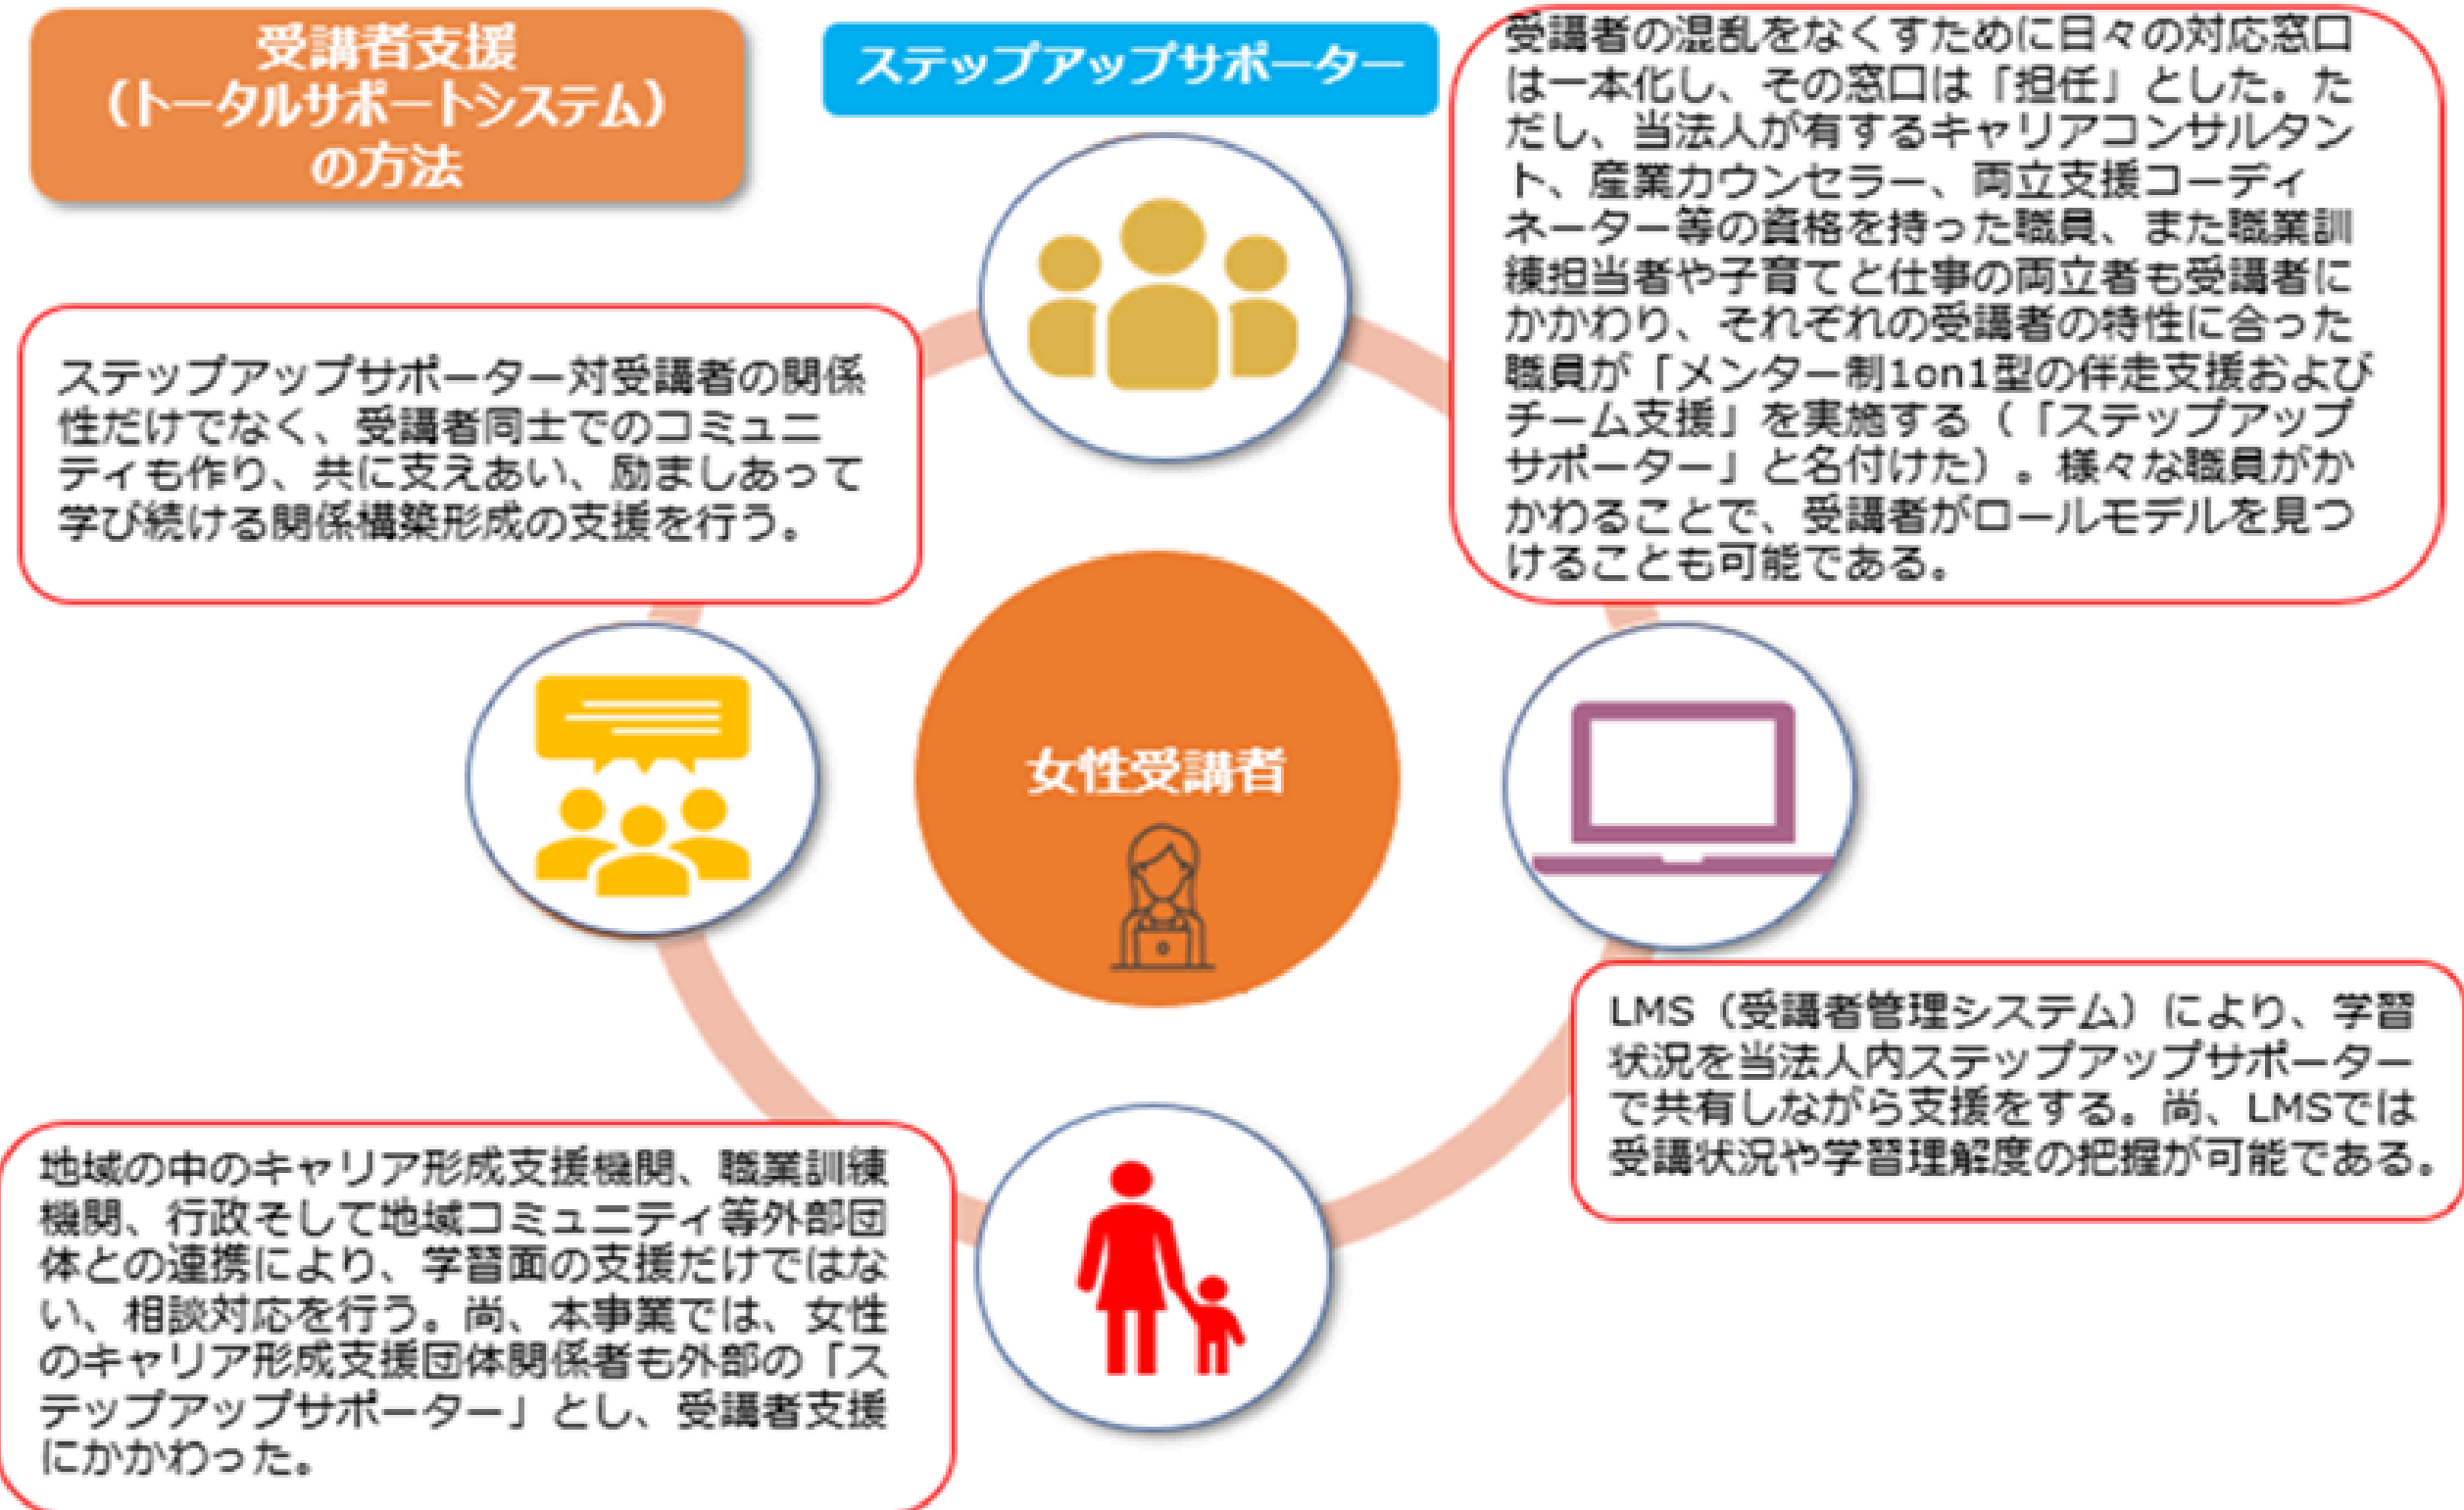 受講者支援
（トータルサポートシステム）
の方法
ステップアップサポーター
受講者の混乱をなくすために日々の対応窓口
は一本化し、その窓口は「担任」とした。た
だし、当法人が有するキャリアコンサルタン
ト、産業カウンセラー、両立支援コーディ
ネーター等の資格を持った職員、また職業訓
練担当者や子育てと仕事の両立者も受講者に
かかわり、それぞれの受講者の特性に合った
職員が「メンター制1on1型の伴走支援および
チーム支援」を実施する（「ステップアップ
サポーター」と名付けた）。様々な職員がか
かわることで、受講者がロールモデルを見つ
けることも可能である。
ステップアップサポーター対受講者の関係
性だけでなく、受講者同士でのコミュニ
ティも作り、共に支えあい、励ましあって
学び続ける関係構築形成の支援を行う。
女性受講者
LMS（受講者管理システム）により、学習
状況を当法人内ステップアップサポーター
で共有しながら支援をする。尚、LMSでは
受講状況や学習理解度の把握が可能である。
地域の中のキャリア形成支援機関、職業訓練
機関、行政そして地域コミュニティ等外部団
体との連携により、学習面の支援だけではな
い、相談対応を行う。尚、本事業では、女性
のキャリア形成支援団体関係者も外部の「ス
テップアップサポーター」とし、受講者支援
にかかわった。